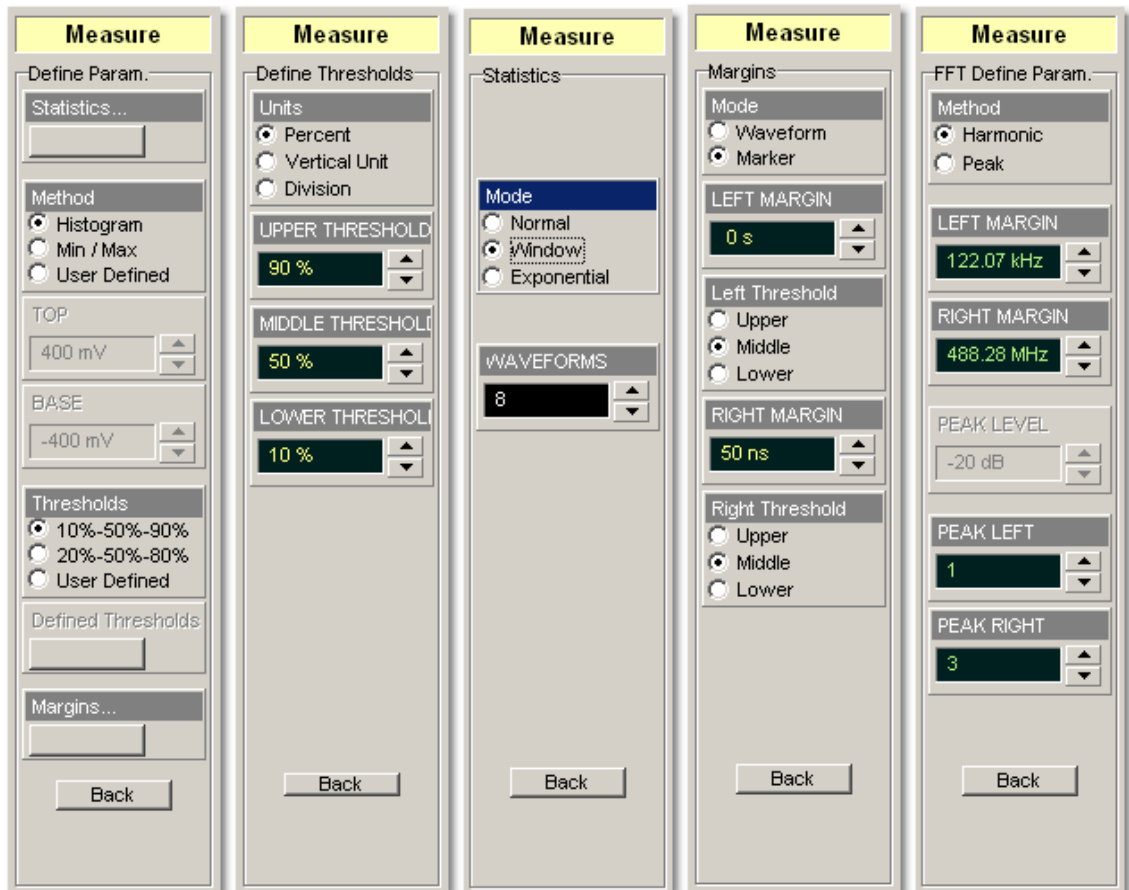 Measure
Define Param.
Statistics...
Method
Histogram
Min / Max
User Defined
TOP
400 mV
BASE
-400 mV
Thresholds
10%-50%-90%
20%-50%-80%
User Defined
Defined Thresholds
Margins...
Back
Measure
Define Thresholds
Units
Percent
Vertical Unit
Division
UPPER THRESHOLD
90 %
MIDDLE THRESHOLD
50 %
LOWER THRESHOL
10 %
Back
Measure
Statistics
Mode
Normal
Window
Exponential
WAVEFORMS
8
Back
Measure
Margins
Mode
Waveform
Marker
LEFT MARGIN
0 s
Left Threshold
Upper
Middle
Lower
RIGHT MARGIN
50 ns
Right Threshold
Upper
Middle
Lower
Back
Measure
FFT Define Param.
Method
Harmonic
Peak
LEFT MARGIN
122.07 kHz
RIGHT MARGIN
488.28 MHz
PEAK LEVEL
-20 dB
PEAK LEFT
1
PEAK RIGHT
3
Back